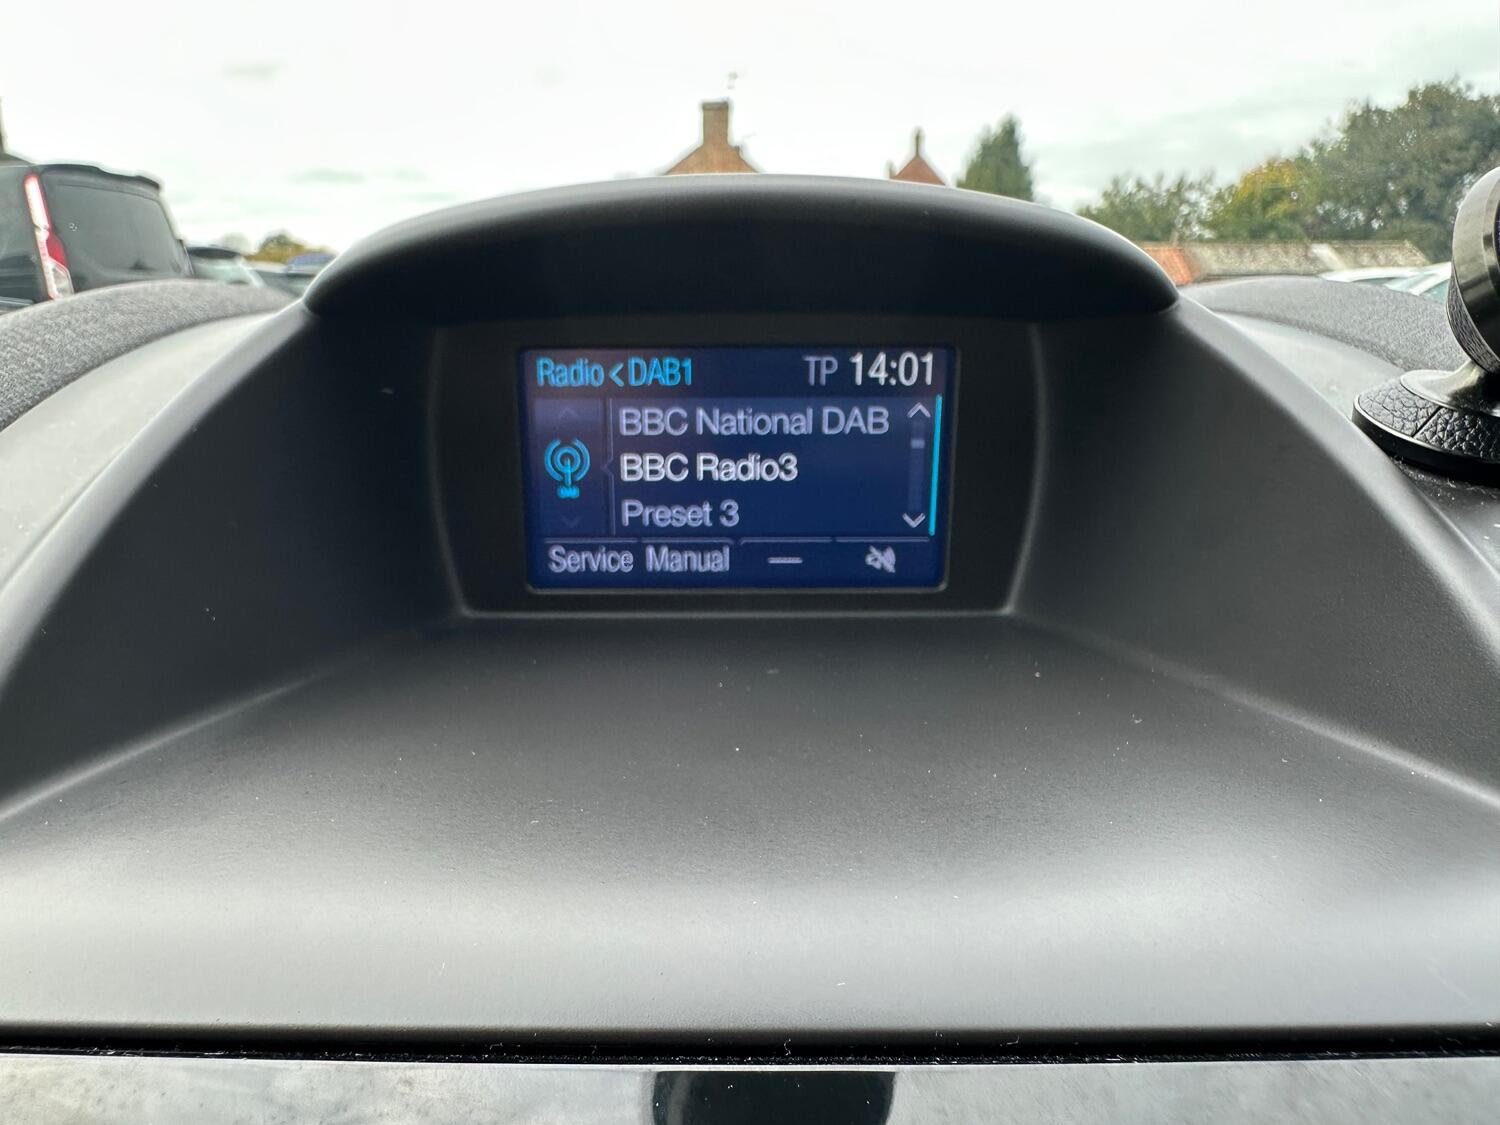 Radio < DAB1 TP 14:01
BBC National DAB
BBC Radio3
Preset 3
Service Manual